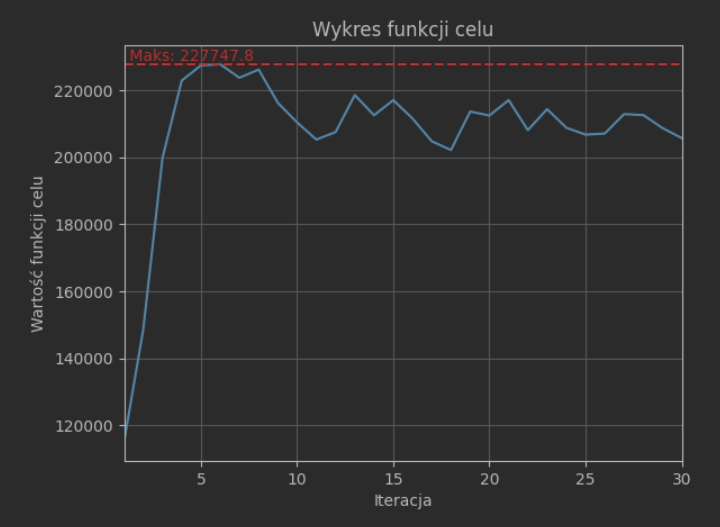 Wykres funkcji celu
Maks: 227747.8
220000
200000
180000
160000
140000
120000
Wartość funkcji celu
5 10 15 20 25 30
Iteracja